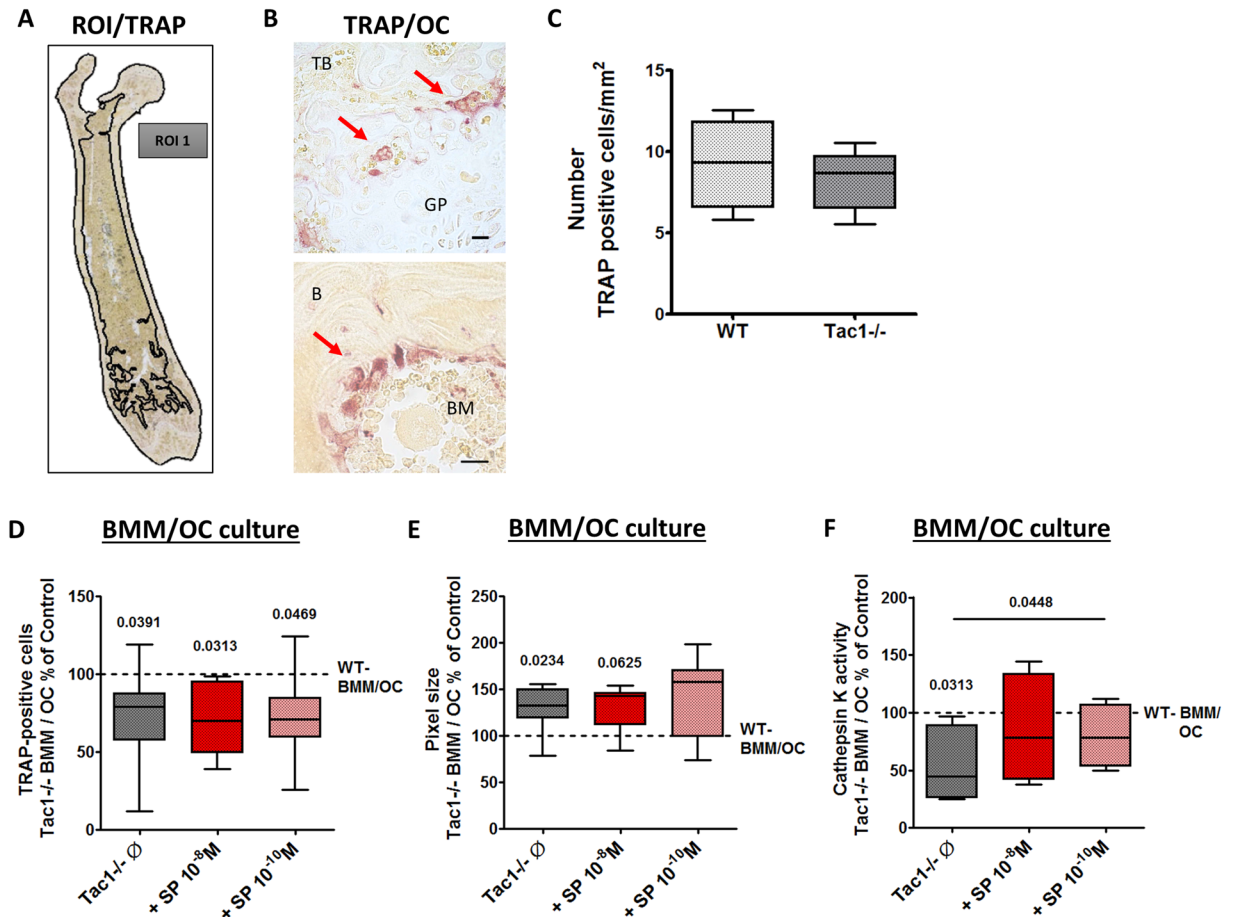 A
ROI/TRAP
ROI 1
B
TRAP/OC
TB
GP
B
BM
C
Number
TRAP positive cells/mm²
15
10
5
0
WT
Tac1-/-
D
BMM/OC culture
TRAP-positive cells
Tac1-/- BMM / OC % of Control
150
100
50
0
0.0391
0.0313
0.0469
WT-
BMM/OC
Tac1-/- Ø
+ SP 10⁻⁸M
+ SP 10⁻¹⁰M
E
BMM/OC culture
Pixel size
Tac1-/- BMM / OC % of Control
250
200
150
100
50
0
0.0234
0.0625
WT-
BMM/OC
Tac1-/- Ø
+ SP 10⁻⁸M
+ SP 10⁻¹⁰M
F
BMM/OC culture
Cathepsin K activity
Tac1-/- BMM / OC % of Control
200
150
100
50
0
0.0448
0.0313
WT- BMM/
OC
Tac1-/- Ø
+ SP 10⁻⁸M
+ SP 10⁻¹⁰M